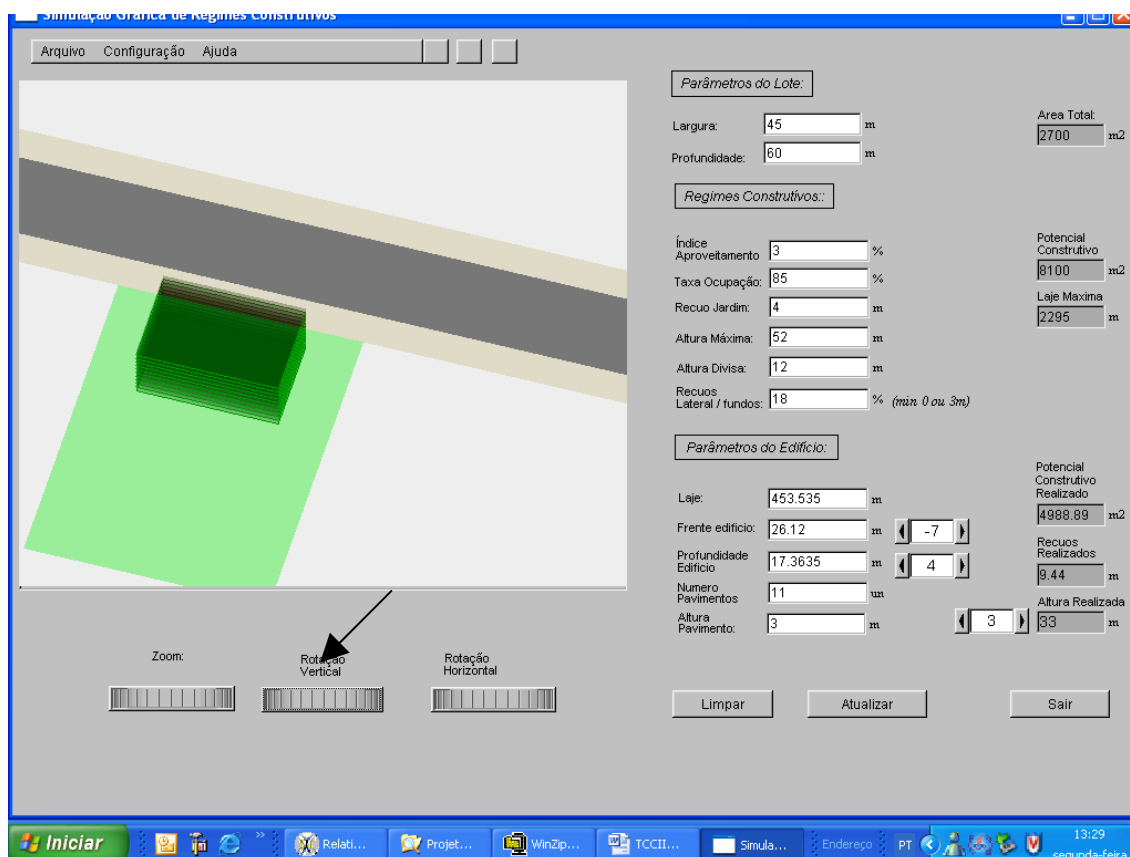 Simulação Gráfica de Regimes Construtivos
Arquivo Configuração Ajuda
Parâmetros do Lote:
Largura: 45 m
Area Total:
2700 m2
Profundidade: 60 m
Regimes Construtívos::
Índice
Aproveitamento 3 %
Potencial
Construtivo
8100 m2
Taxa Ocupação: 85 %
Laje Maxima
2295 m
Recuo Jardim: 4 m
Altura Máxima: 52 m
Altura Divisa: 12 m
Recuos
Lateral / fundos: 18 % (min 0 ou 3m)
Parâmetros do Edifício:
Potencial
Construtivo
Realizado
4988.89 m2
Laje: 453.535 m
Frente edificio: 26.12 m -7
Recuos
Realizados
9.44 m
Profundidade
Edificio 17.3635 m 4
Numero
Pavimentos 11 un
Altura Realizada
33 m
Altura
Pavimento: 3 m 3
Zoom:
Rotação
Vertical
Rotação
Horizontal
Limpar Atualizar Sair
Iniciar » Relati... Projet... WinZip... TCCII... Simula... Endereço PT 13:29
segunda-feira